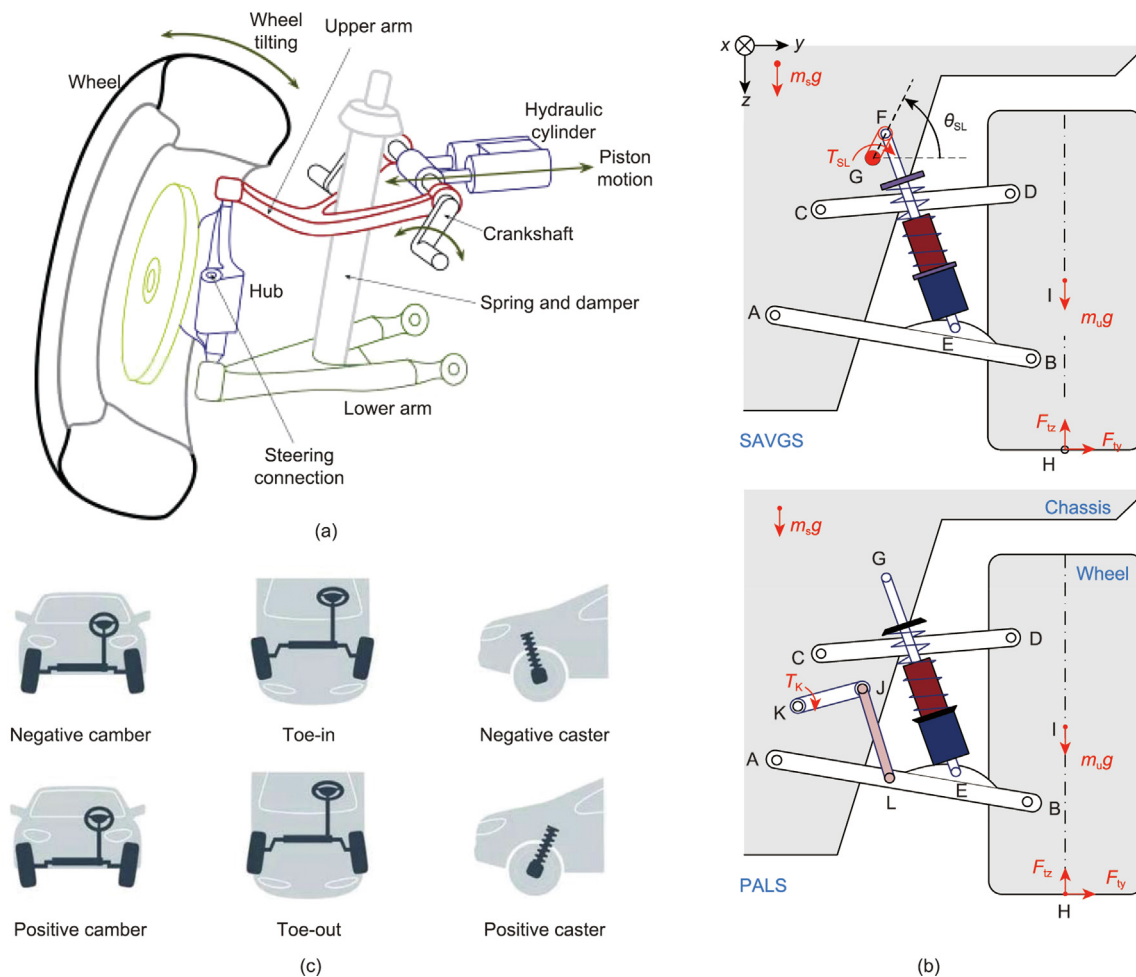 Wheel
tilting
Upper arm
Wheel
Hydraulic
cylinder
Piston
motion
Crankshaft
Hub
Spring and damper
Lower arm
Steering
connection
(a)
Negative camber
Toe-in
Negative caster
Positive camber
Toe-out
Positive caster
(c)
x
y
z
mₛg
F
θSL
TSL
G
C
D
A
I
mᵤg
E
B
Ftz
Fty
SAVGS
H
mₛg
Chassis
G
Wheel
C
D
TK
J
K
I
A
mᵤg
L
E
B
Ftz
Fty
PALS
H
(b)